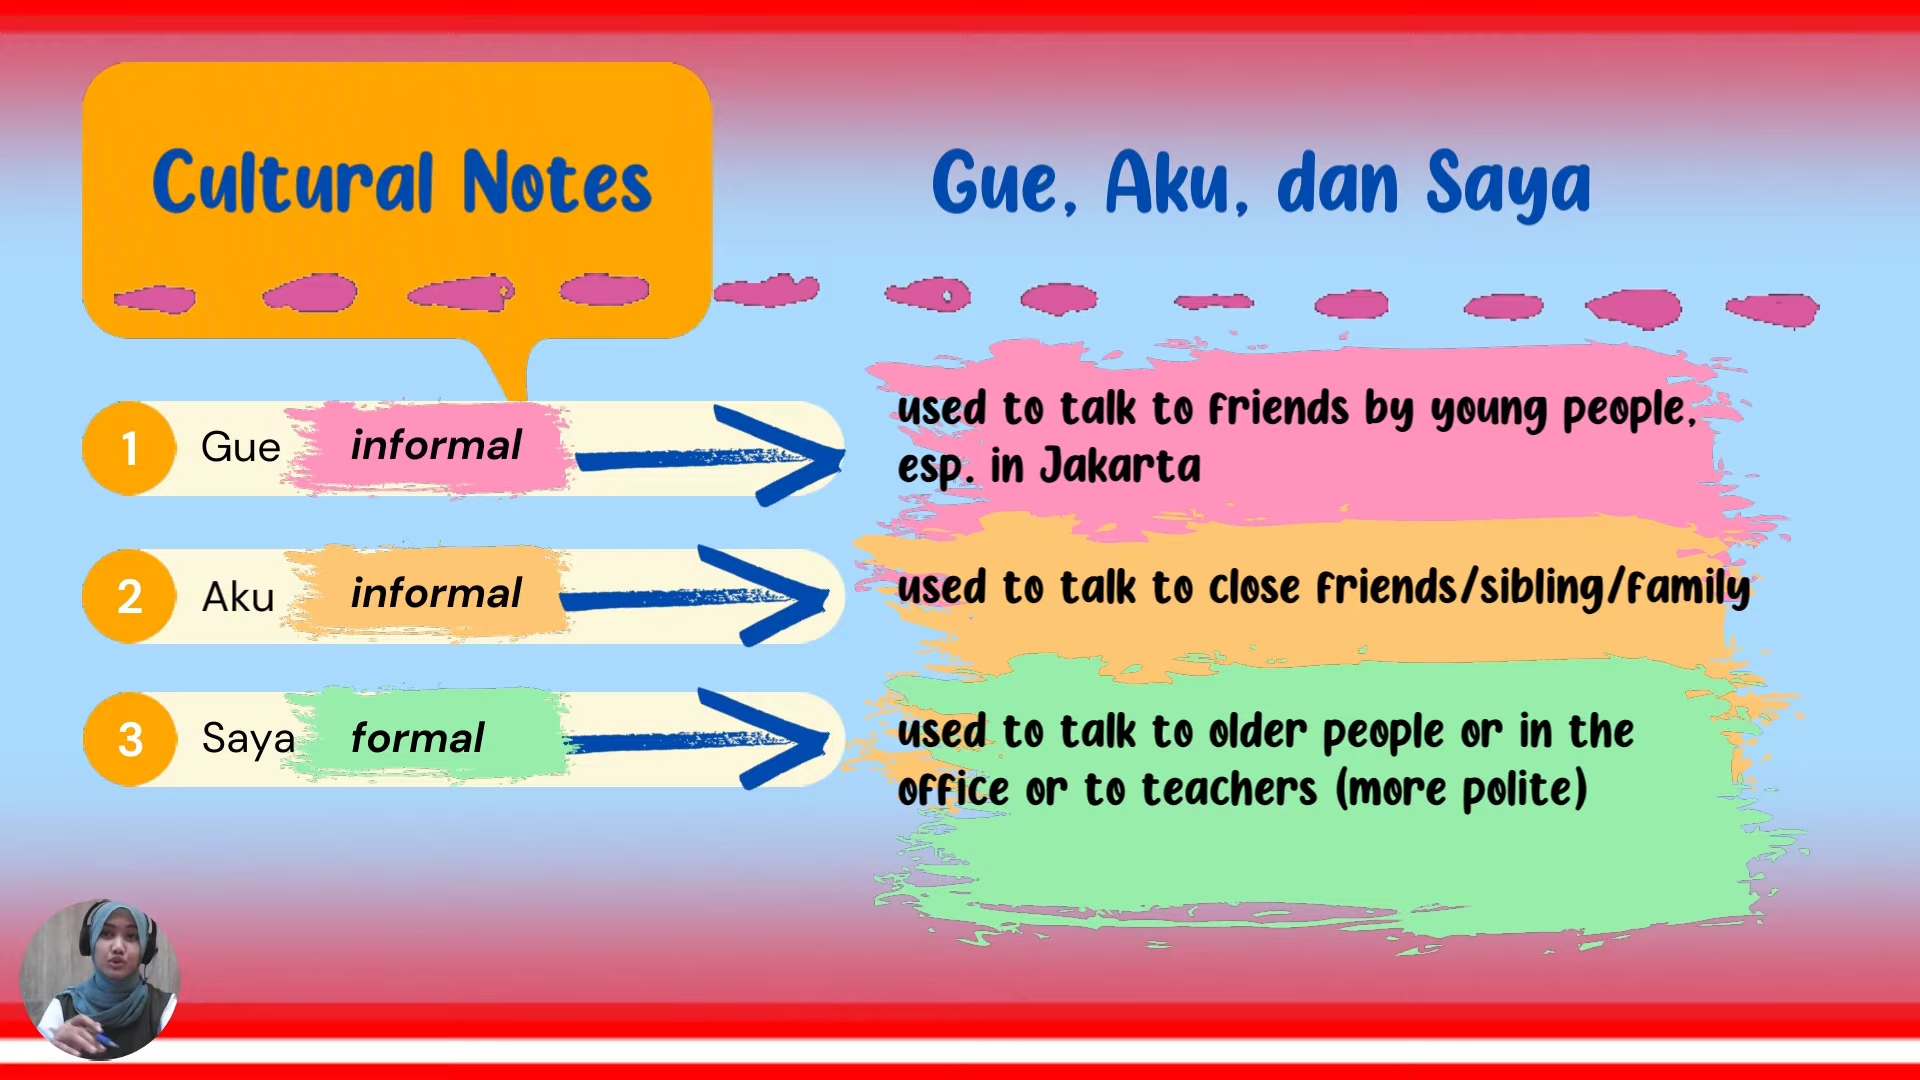 Cultural Notes
Gue, Aku, dan Saya
1 Gue informal
used to talk to friends by young people,
esp. in Jakarta
2 Aku informal
used to talk to close friends/sibling/family
3 Saya formal
used to talk to older people or in the
office or to teachers (more polite)